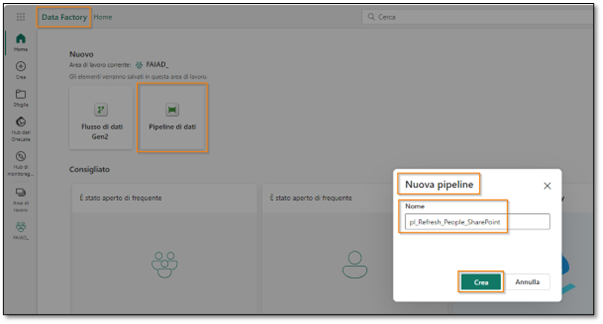 Data Factory Home
Cerca
Home
Crea
Sfoglia
Hub dati
OneLake
Hub di
monitorag...
Area di
lavoro
FAIAD_
Nuovo
Area di lavoro corrente: FAIAD_
Gli elementi verranno salvati in questa area di lavoro.
Flusso di dati
Gen2
Pipeline di dati
Consigliato
È stato aperto di frequente
È stato aperto di frequente
Nuova pipeline
Nome
pl_Refresh_People_SharePoint
Crea
Annulla